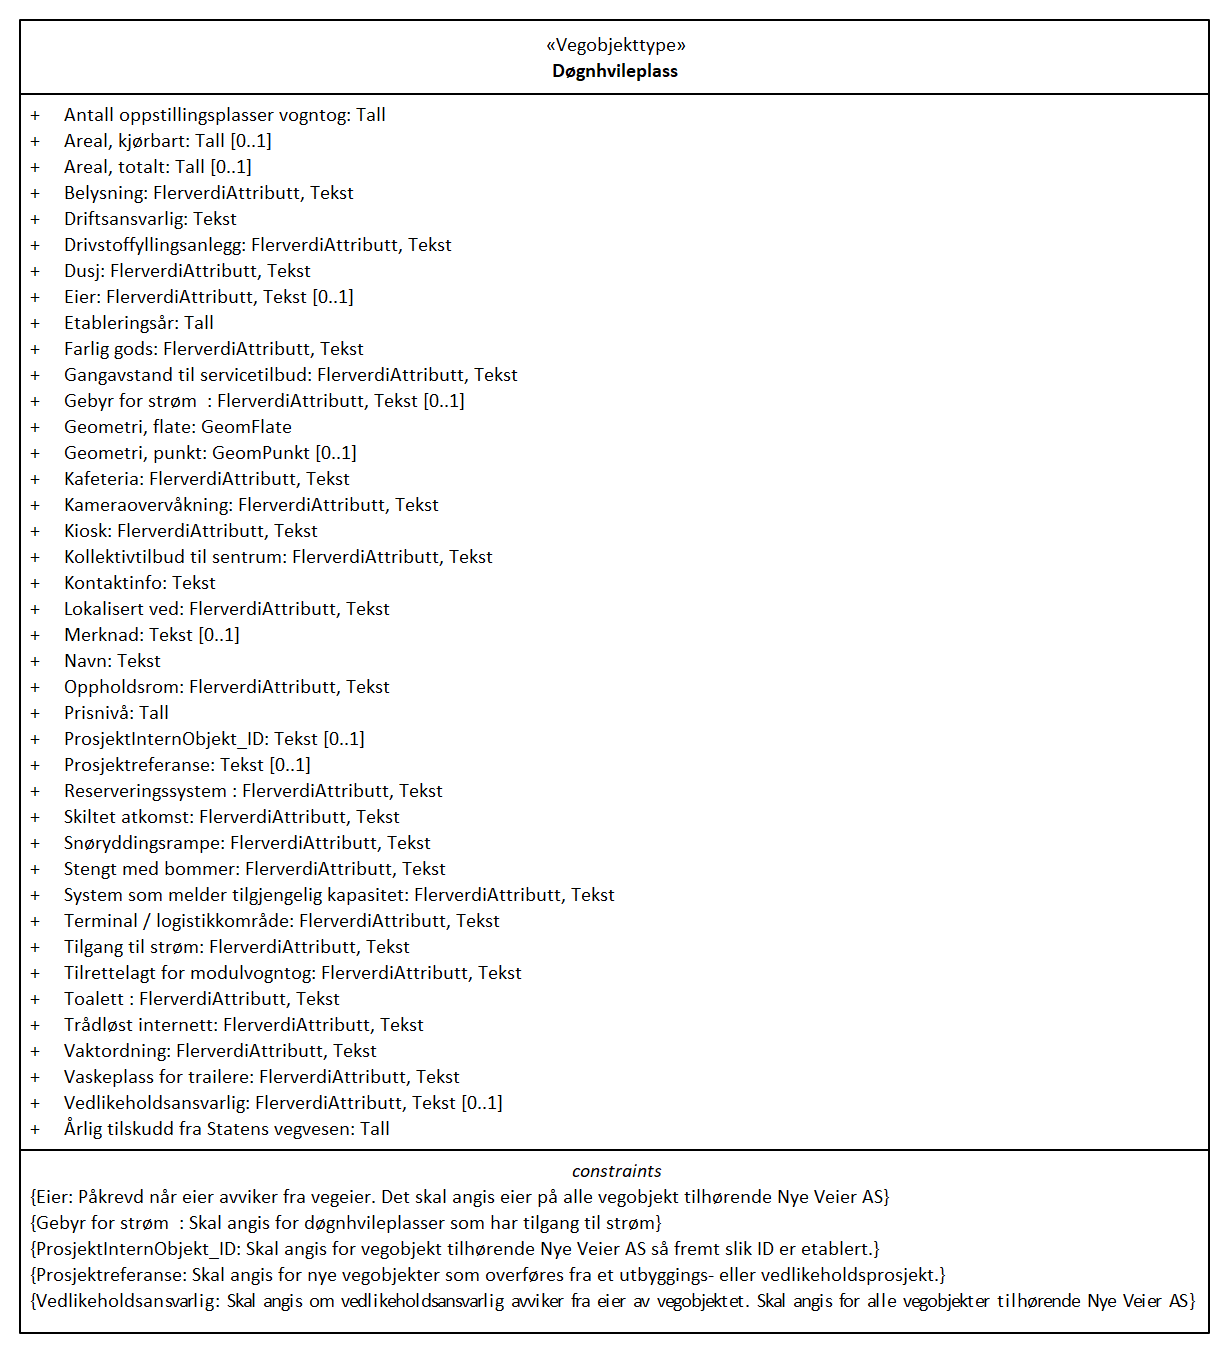 «Vegobjekttype»
Døgnhvileplass
+ Antall oppstillingsplasser vogntog: Tall
+ Areal, kjørbart: Tall [0..1]
+ Areal, totalt: Tall [0..1]
+ Belysning: FlerverdiAttributt, Tekst
+ Driftsansvarlig: Tekst
+ Drivstoffyllingsanlegg: FlerverdiAttributt, Tekst
+ Dusj: FlerverdiAttributt, Tekst
+ Eier: FlerverdiAttributt, Tekst [0..1]
+ Etableringsår: Tall
+ Farlig gods: FlerverdiAttributt, Tekst
+ Gangavstand til servicetilbud: FlerverdiAttributt, Tekst
+ Gebyr for strøm  : FlerverdiAttributt, Tekst [0..1]
+ Geometri, flate: GeomFlate
+ Geometri, punkt: GeomPunkt [0..1]
+ Kafeteria: FlerverdiAttributt, Tekst
+ Kameraovervåkning: FlerverdiAttributt, Tekst
+ Kiosk: FlerverdiAttributt, Tekst
+ Kollektivtilbud til sentrum: FlerverdiAttributt, Tekst
+ Kontaktinfo: Tekst
+ Lokalisert ved: FlerverdiAttributt, Tekst
+ Merknad: Tekst [0..1]
+ Navn: Tekst
+ Oppholdsrom: FlerverdiAttributt, Tekst
+ Prisnivå: Tall
+ ProsjektInternObjekt_ID: Tekst [0..1]
+ Prosjektreferanse: Tekst [0..1]
+ Reserveringssystem : FlerverdiAttributt, Tekst
+ Skiltet atkomst: FlerverdiAttributt, Tekst
+ Snøryddingsrampe: FlerverdiAttributt, Tekst
+ Stengt med bommer: FlerverdiAttributt, Tekst
+ System som melder tilgjengelig kapasitet: FlerverdiAttributt, Tekst
+ Terminal / logistikkområde: FlerverdiAttributt, Tekst
+ Tilgang til strøm: FlerverdiAttributt, Tekst
+ Tilrettelagt for modulvogntog: FlerverdiAttributt, Tekst
+ Toalett : FlerverdiAttributt, Tekst
+ Trådløst internett: FlerverdiAttributt, Tekst
+ Vaktordning: FlerverdiAttributt, Tekst
+ Vaskeplass for trailere: FlerverdiAttributt, Tekst
+ Vedlikeholdsansvarlig: FlerverdiAttributt, Tekst [0..1]
+ Årlig tilskudd fra Statens vegvesen: Tall
constraints
{Eier: Påkrevd når eier avviker fra vegeier. Det skal angis eier på alle vegobjekt tilhørende Nye Veier AS}
{Gebyr for strøm  : Skal angis for døgnhvileplasser som har tilgang til strøm}
{ProsjektInternObjekt_ID: Skal angis for vegobjekt tilhørende Nye Veier AS så fremt slik ID er etablert.}
{Prosjektreferanse: Skal angis for nye vegobjekter som overføres fra et utbyggings- eller vedlikeholdsprosjekt.}
{Vedlikeholdsansvarlig: Skal angis om vedlikeholdsansvarlig avviker fra eier av vegobjektet. Skal angis for alle vegobjekter tilhørende Nye Veier AS}